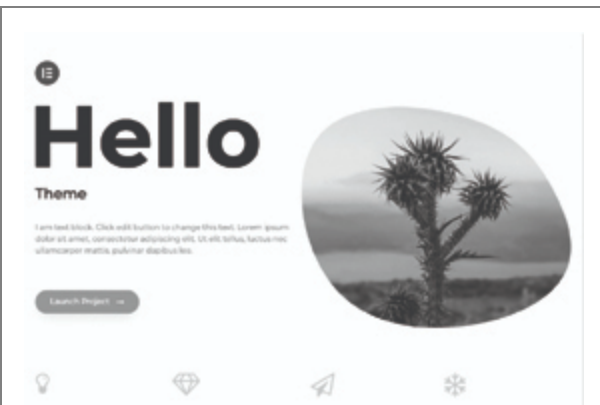 Hello
Theme
I am text block. Click edit button to change this text. Lorem ipsum
dolor sit amet, consectetur adipiscing elit. Ut elit tellus, luctus nec
ullamcorper mattis, pulvinar dapibus leo.
Launch Project →